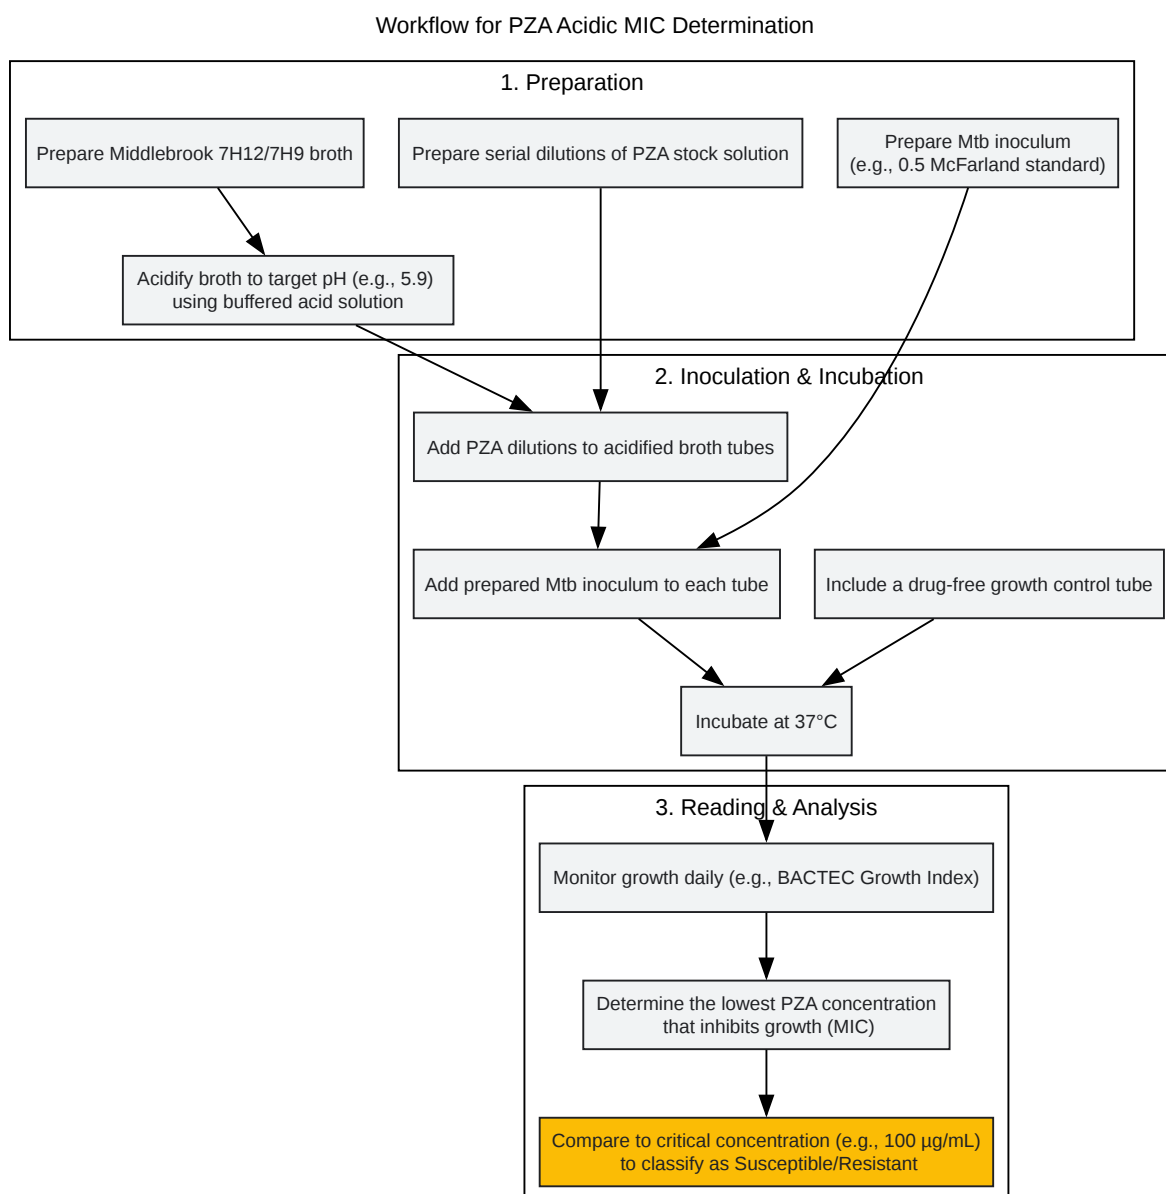 Workflow for PZA Acidic MIC Determination
1. Preparation
Prepare Middlebrook 7H12/7H9 broth
Prepare serial dilutions of PZA stock solution
Prepare Mtb inoculum
(e.g., 0.5 McFarland standard)
Acidify broth to target pH (e.g., 5.9)
using buffered acid solution
2. Inoculation & Incubation
Add PZA dilutions to acidified broth tubes
Add prepared Mtb inoculum to each tube
Include a drug-free growth control tube
Incubate at 37°C
3. Reading & Analysis
Monitor growth daily (e.g., BACTEC Growth Index)
Determine the lowest PZA concentration
that inhibits growth (MIC)
Compare to critical concentration (e.g., 100 µg/mL)
to classify as Susceptible/Resistant